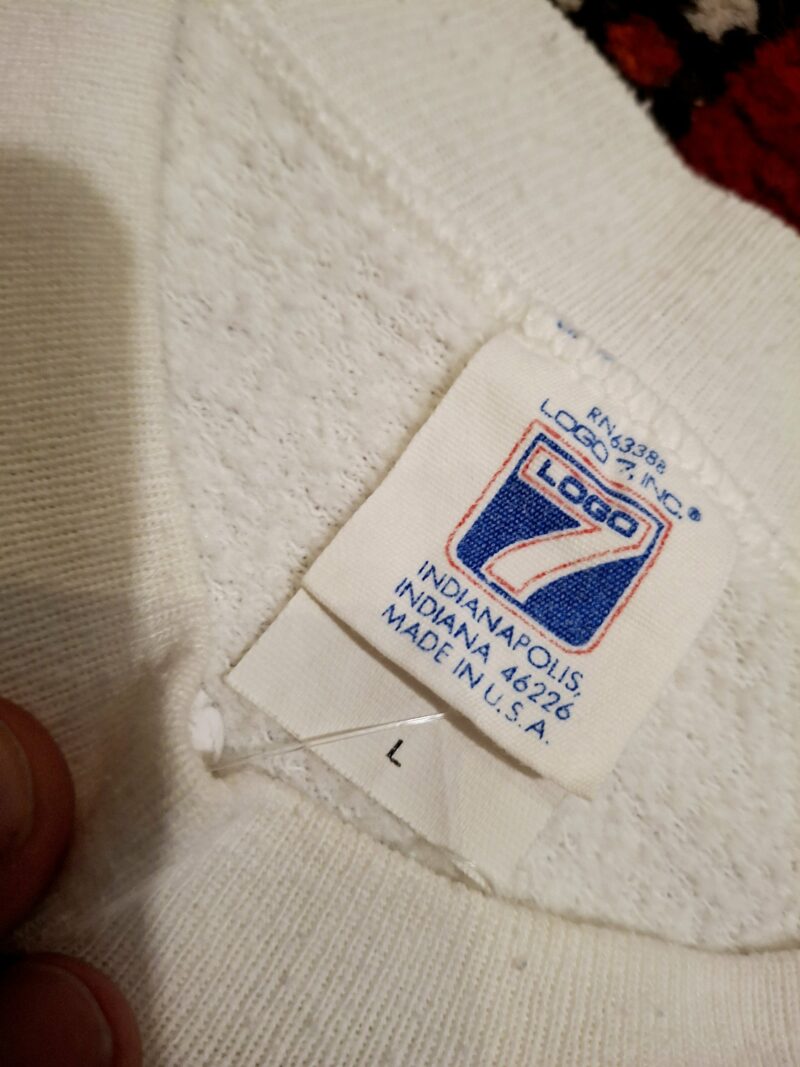 RN 63388
LOGO 7, INC.®
LOGO
7
INDIANAPOLIS,
INDIANA 46226
MADE IN U.S.A.
L